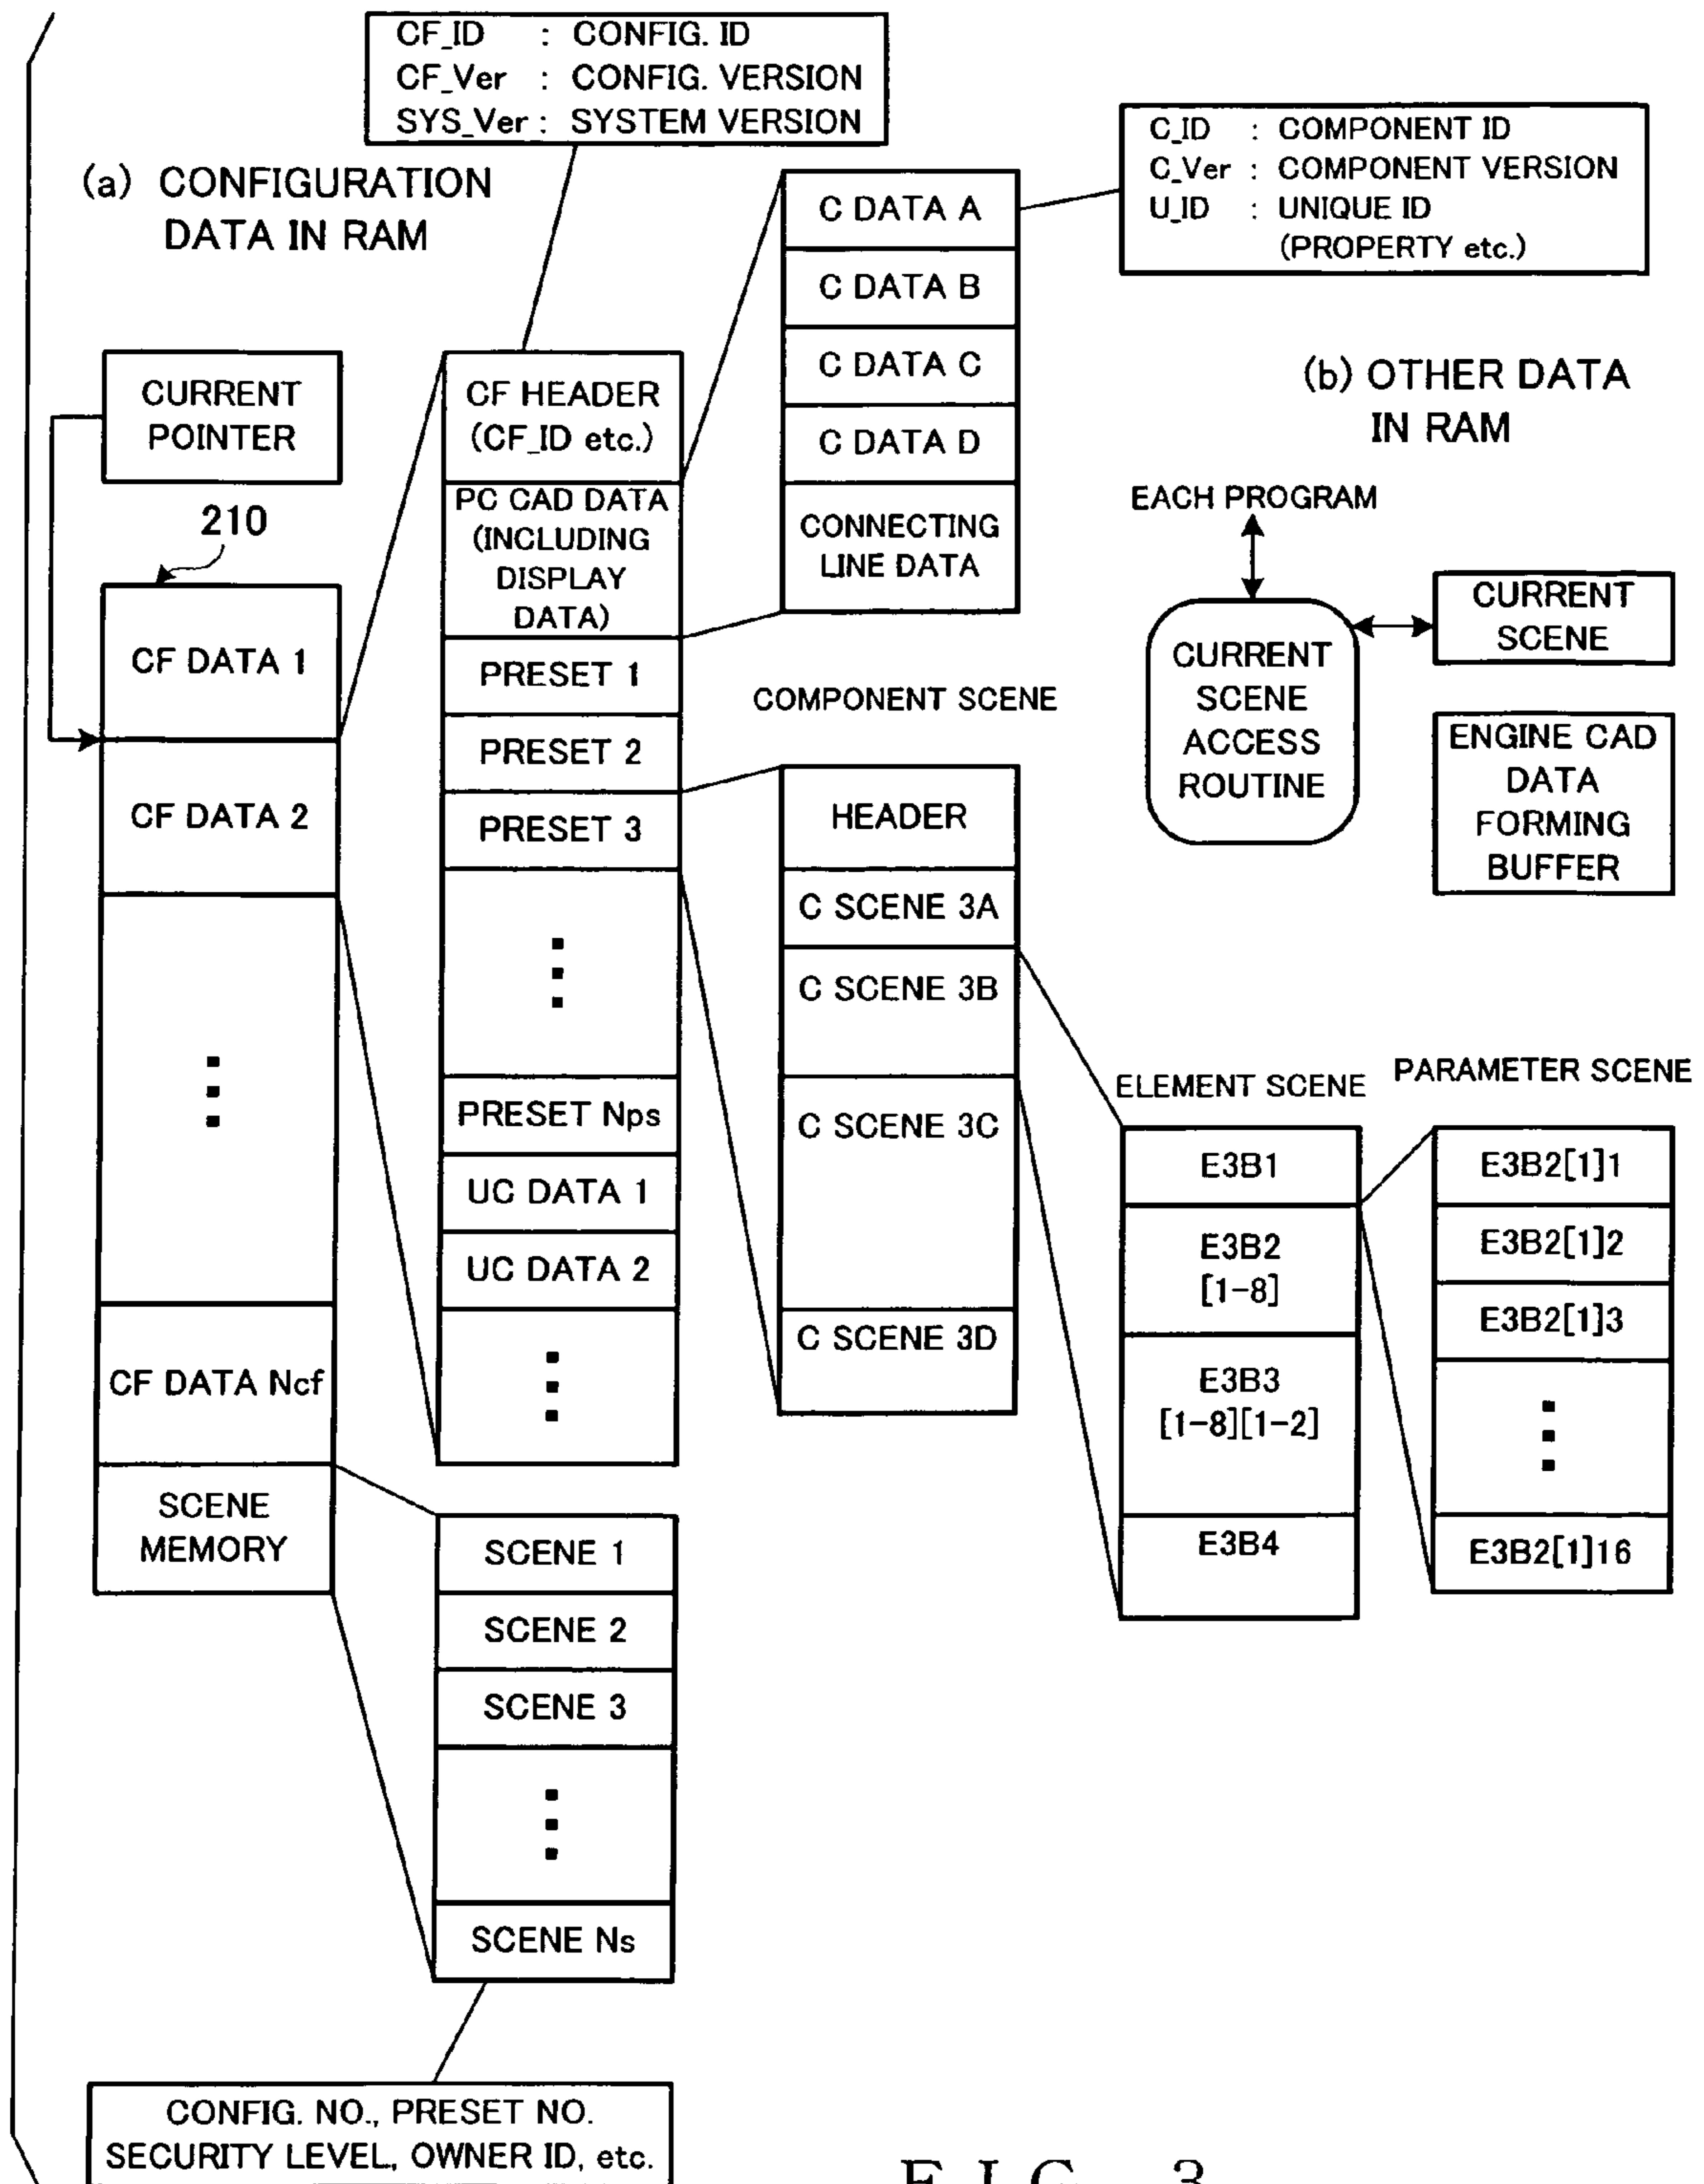 CF_ID : CONFIG. ID
CF_Ver : CONFIG. VERSION
SYS_Ver : SYSTEM VERSION
C_ID : COMPONENT ID
C_Ver : COMPONENT VERSION
U_ID : UNIQUE ID
(PROPERTY etc.)
(a) CONFIGURATION
DATA IN RAM
C DATA A
C DATA B
C DATA C
C DATA D
CONNECTING
LINE DATA
(b) OTHER DATA
IN RAM
CURRENT
POINTER
210
CF DATA 1
CF DATA 2
CF DATA Ncf
SCENE
MEMORY
CF HEADER
(CF_ID etc.)
PC CAD DATA
(INCLUDING
DISPLAY
DATA)
PRESET 1
PRESET 2
PRESET 3
PRESET Nps
UC DATA 1
UC DATA 2
EACH PROGRAM
CURRENT
SCENE
ACCESS
ROUTINE
CURRENT
SCENE
ENGINE CAD
DATA
FORMING
BUFFER
COMPONENT SCENE
HEADER
C SCENE 3A
C SCENE 3B
C SCENE 3C
C SCENE 3D
ELEMENT SCENE
E3B1
E3B2
[1-8]
E3B3
[1-8][1-2]
E3B4
PARAMETER SCENE
E3B2[1]1
E3B2[1]2
E3B2[1]3
E3B2[1]16
SCENE 1
SCENE 2
SCENE 3
SCENE Ns
CONFIG. NO., PRESET NO.
SECURITY LEVEL, OWNER ID, etc.
FIG. 3